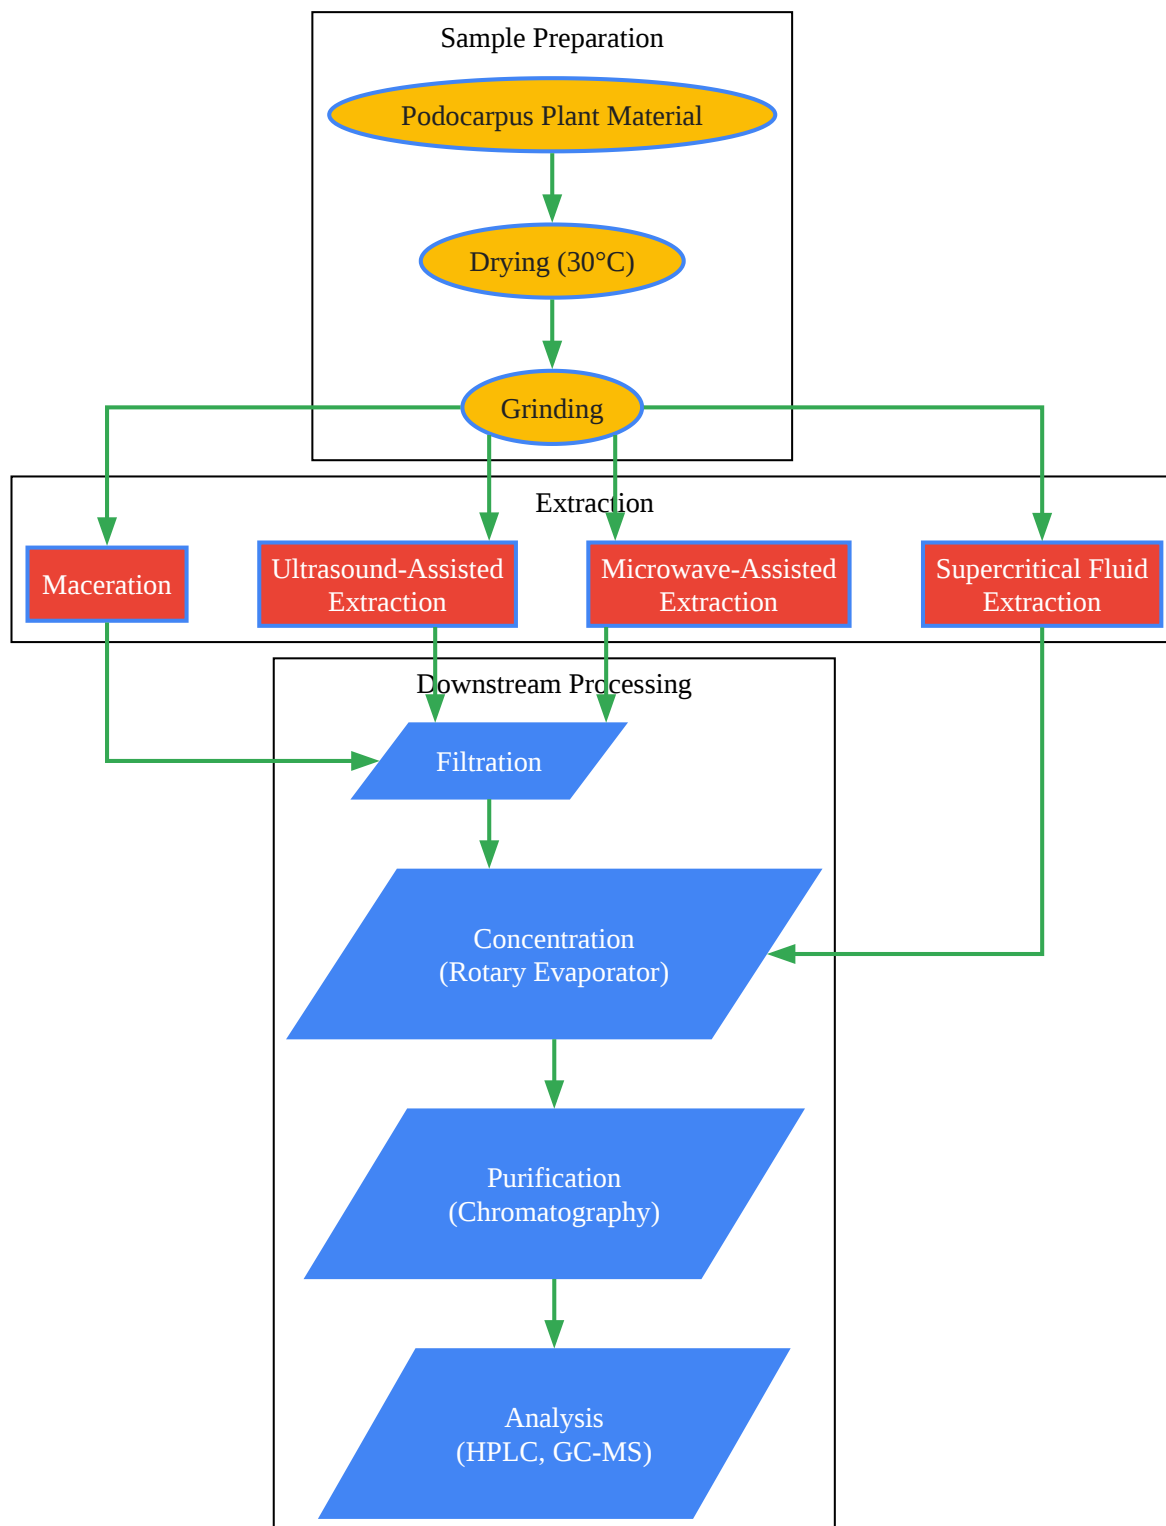 Sample Preparation
Podocarpus Plant Material
Drying (30°C)
Grinding
Extraction
Maceration
Ultrasound-Assisted
Extraction
Microwave-Assisted
Extraction
Supercritical Fluid
Extraction
Downstream Processing
Filtration
Concentration
(Rotary Evaporator)
Purification
(Chromatography)
Analysis
(HPLC, GC-MS)